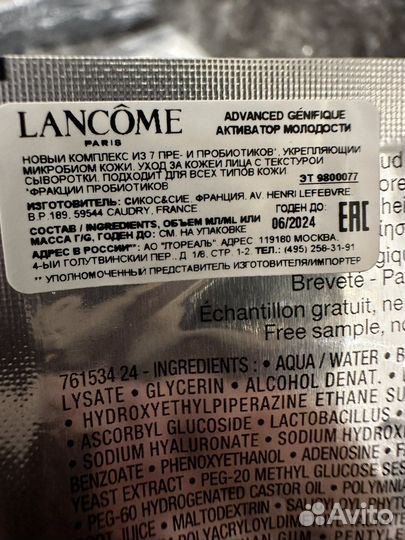 LANCÔME
PARIS
ADVANCED GÉNIFIQUE
АКТИВАТОР МОЛОДОСТИ
НОВЫЙ КОМПЛЕКС ИЗ 7 ПРЕ- И ПРОБИОТИКОВ*, УКРЕПЛЯЮЩИЙ
МИКРОБИОМ КОЖИ. УХОД ЗА КОЖЕЙ ЛИЦА С ТЕКСТУРОЙ
СЫВОРОТКИ. ПОДХОДИТ ДЛЯ ВСЕХ ТИПОВ КОЖИ
*ФРАКЦИИ ПРОБИОТИКОВ
ЭТ 9800077
ИЗГОТОВИТЕЛЬ: СИКОС&СИЕ, ФРАНЦИЯ. AV. HENRI LEFEBVRE
B.P. 189, 59544 CAUDRY, FRANCE
ГОДЕН ДО:
06/2024
EAC
СОСТАВ / INGREDIENTS, ОБЪЕМ МЛ/ML ИЛИ
МАССА Г/G, ГОДЕН ДО: СМ. НА УПАКОВКЕ
АДРЕС В РОССИИ**: АО "ЛОРЕАЛЬ" АДРЕС 119180 МОСКВА,
4-ЫЙ ГОЛУТВИНСКИЙ ПЕР., Д. 1/8, СТР. 1-2. ТЕЛ.: (495) 258-31-91
**УПОЛНОМОЧЕННЫЙ ПРЕДСТАВИТЕЛЬ ИЗГОТОВИТЕЛЯ/ИМПОРТЕР
Breveté - Pa
Échantillon gratuit, ne
Free sample, no
761534 24 - INGREDIENTS : • AQUA / WATER • B
LYSATE • GLYCERIN • ALCOHOL DENAT. •
• HYDROXYETHYLPIPERAZINE ETHANE SU
• ASCORBYL GLUCOSIDE • LACTOBACILLUS
• SODIUM HYALURONATE • SODIUM HYDROX
BENZOATE • PHENOXYETHANOL • ADENOSINE • F
YEAST EXTRACT • PEG-20 METHYL GLUCOSE SES
PEG-60 HYDROGENATED CASTOR OIL • SALICYLOYL PHYTO
JUICE • MALTODEXTRIN • POLYMNI
Avito